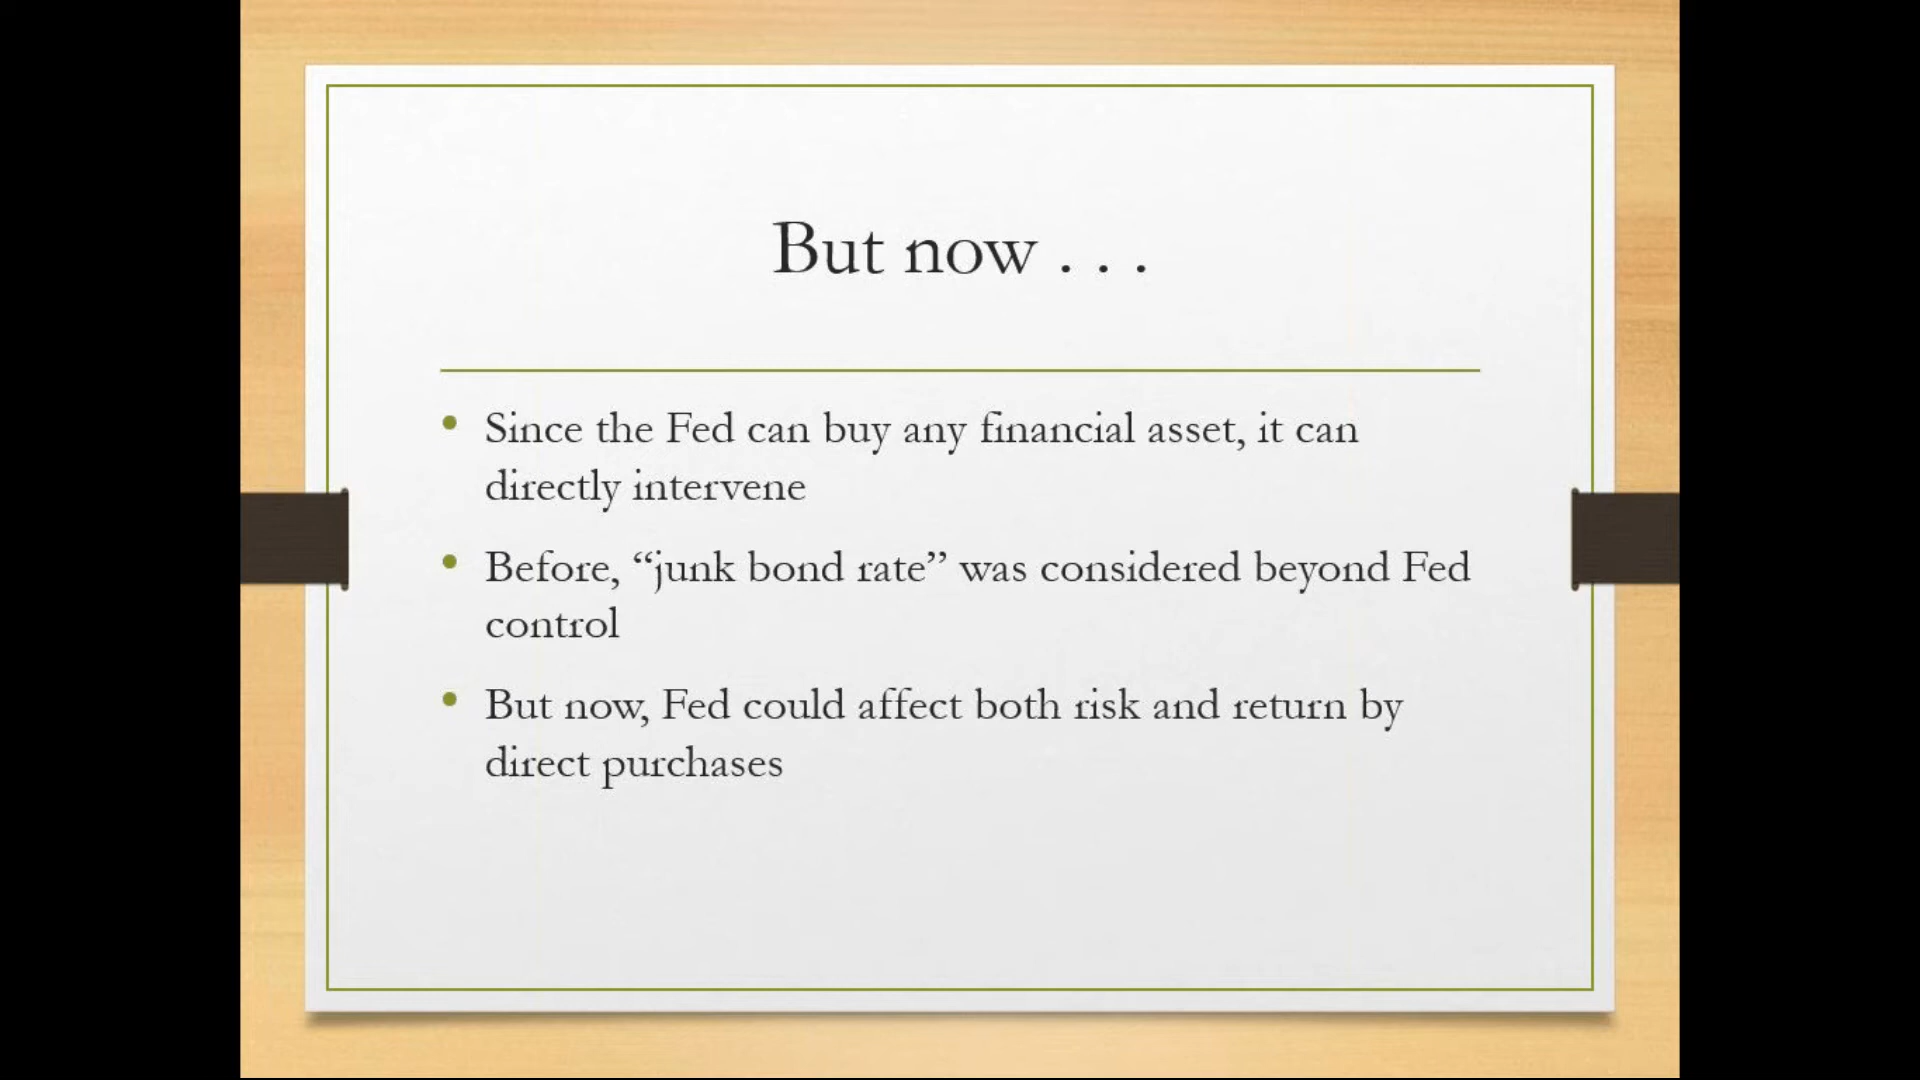 But now . . .
Since the Fed can buy any financial asset, it can
directly intervene
Before, “junk bond rate” was considered beyond Fed
control
But now, Fed could affect both risk and return by
direct purchases